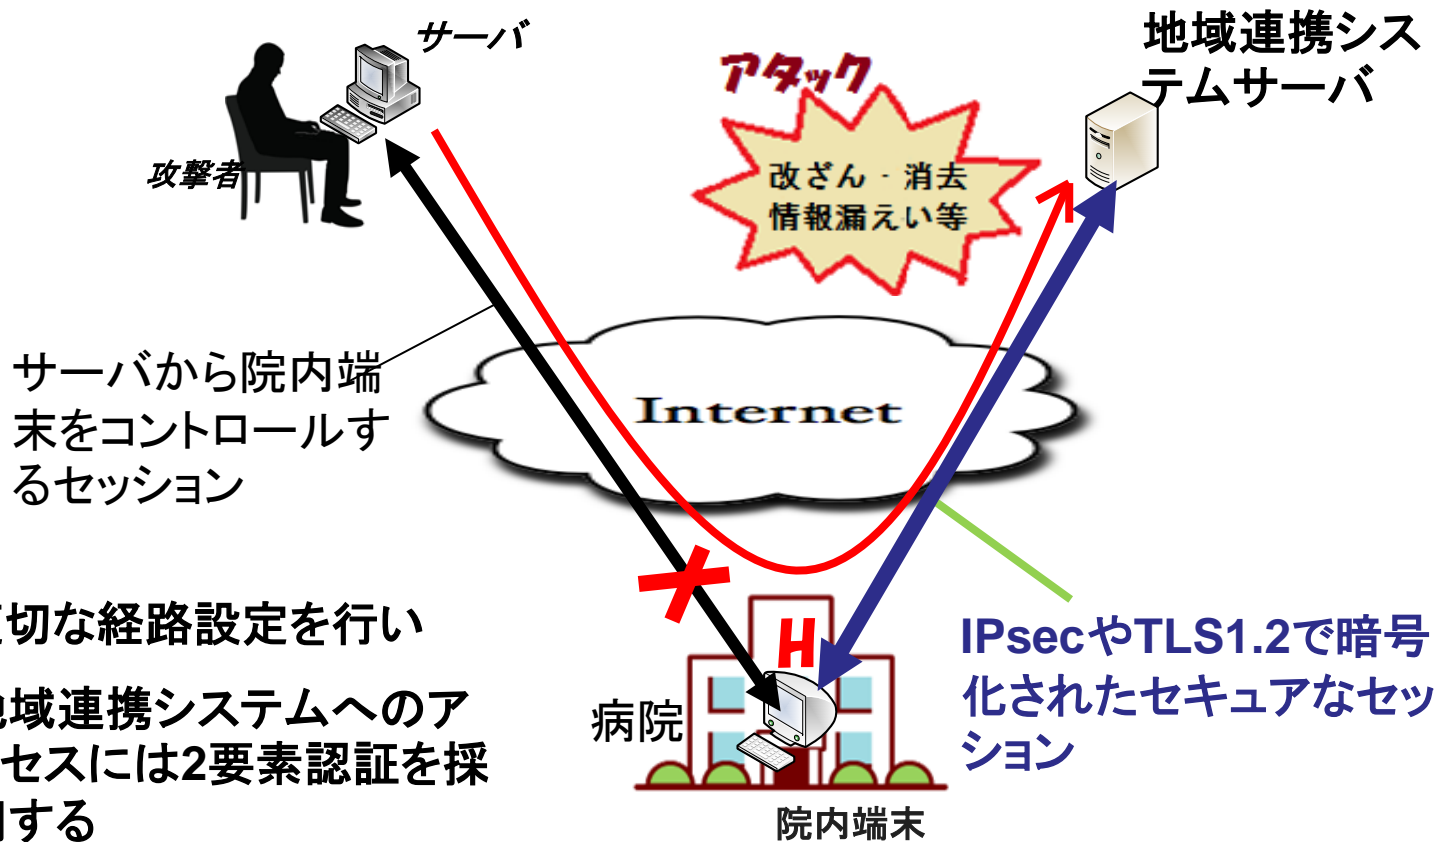 サーバ
地域連携シス
テムサーバ
アタック
攻撃者
改ざん・消去
情報漏えい等
サーバから院内端
末をコントロールす
るセッション
Internet
切な経路設定を行い
域連携システムへのア
セスには2要素認証を採
する
H
病院
院内端末
IPsecやTLS1.2で暗号
化されたセキュアなセッ
ション